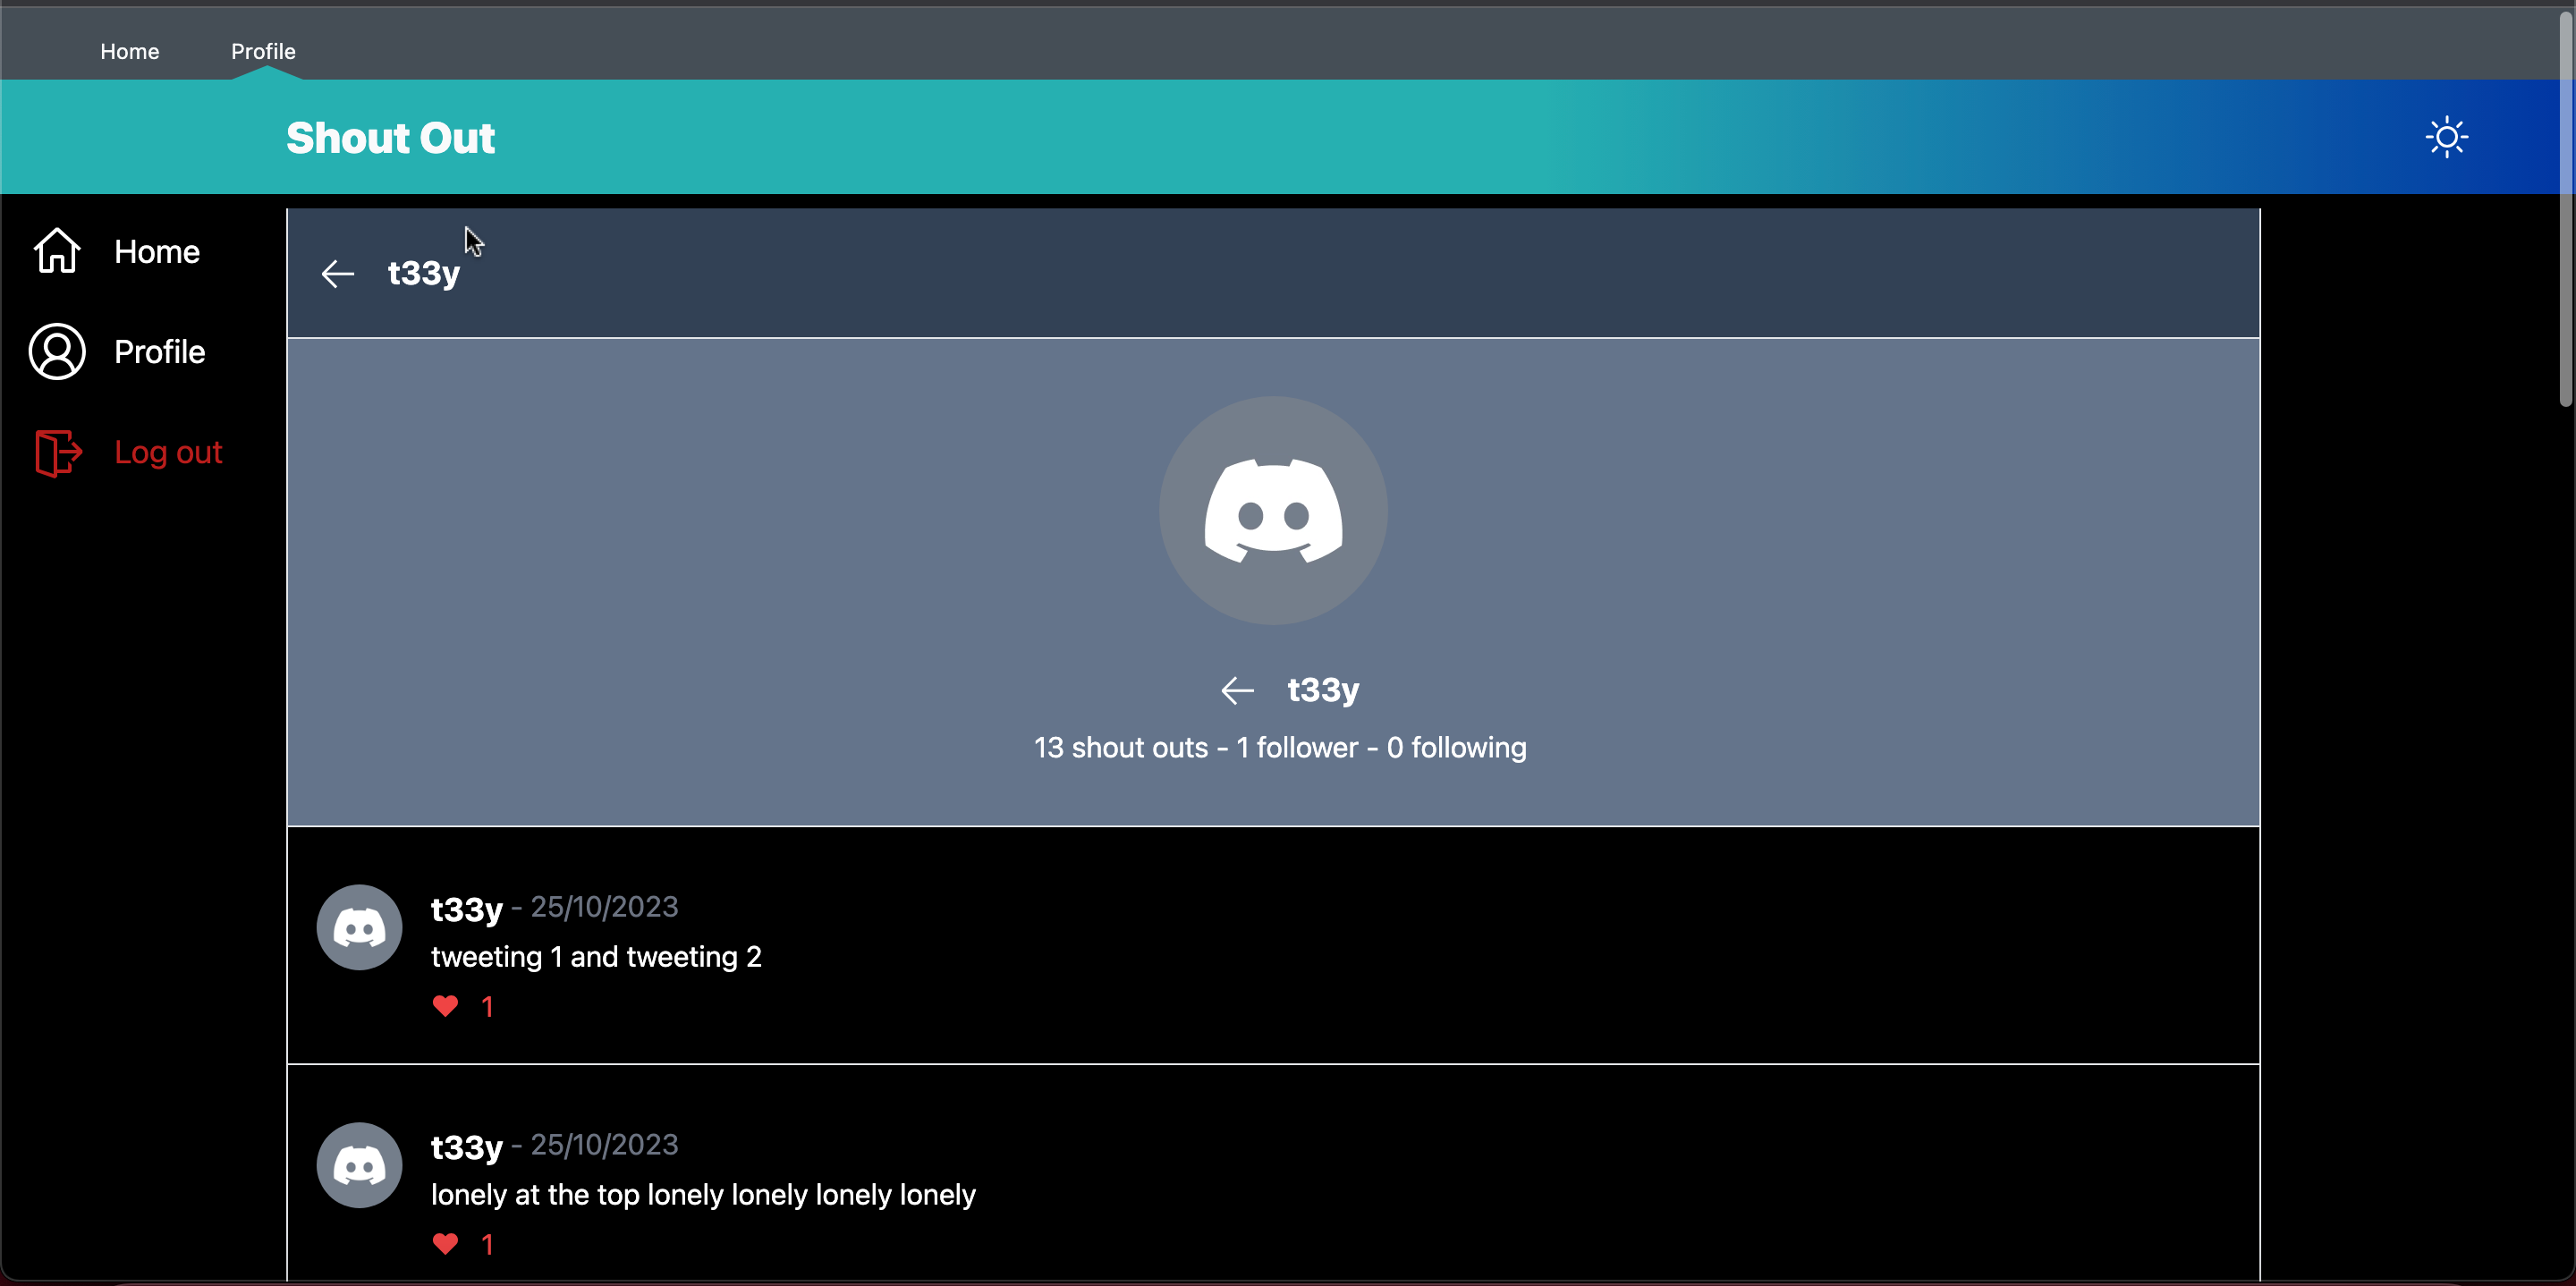 Home Profile
Shout Out
Home
Profile
Log out
t33y
t33y
13 shout outs - 1 follower - 0 following
t33y - 25/10/2023
tweeting 1 and tweeting 2
1
t33y - 25/10/2023
lonely at the top lonely lonely lonely lonely
1